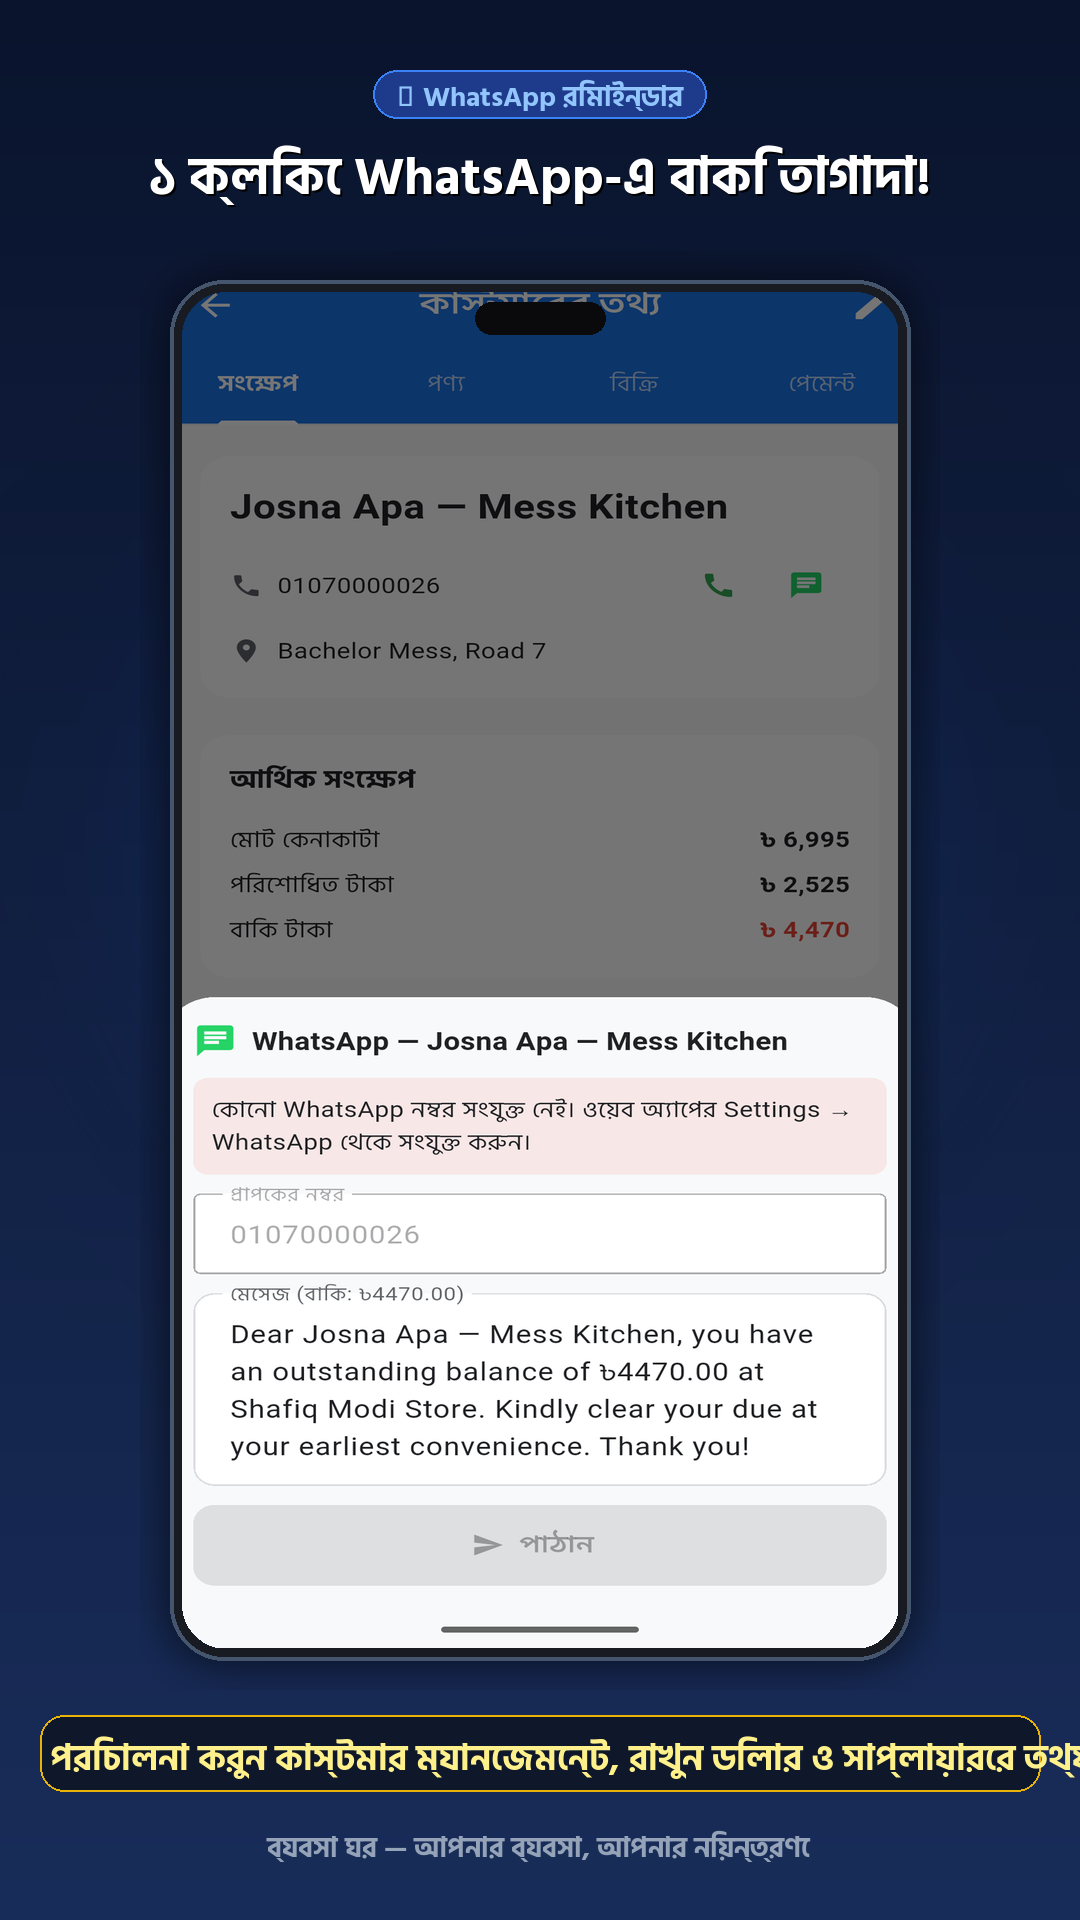 WhatsApp রিমাইন্ডার
১ ক্লিকে WhatsApp-এ বাকি তাগাদা!
কাস্টমারের তথ্য
সংক্ষেপ পণ্য বিক্রি পেমেন্ট
Josna Apa — Mess Kitchen
01070000026
Bachelor Mess, Road 7
আর্থিক সংক্ষেপ
মোট কেনাকাটা ৳ 6,995
পরিশোধিত টাকা ৳ 2,525
বাকি টাকা ৳ 4,470
WhatsApp — Josna Apa — Mess Kitchen
কোনো WhatsApp নম্বর সংযুক্ত নেই। ওয়েব অ্যাপের Settings →
WhatsApp থেকে সংযুক্ত করুন।
প্রাপকের নম্বর
01070000026
মেসেজ (বাকি: ৳4470.00)
Dear Josna Apa — Mess Kitchen, you have
an outstanding balance of ৳4470.00 at
Shafiq Modi Store. Kindly clear your due at
your earliest convenience. Thank you!
পাঠান
পরিচালনা করুন কাস্টমার ম্যানেজমেন্ট, রাখুন ডিলার ও সাপ্লায়ারের তথ্য
ব্যবসা ঘর — আপনার ব্যবসা, আপনার নিয়ন্ত্রণে